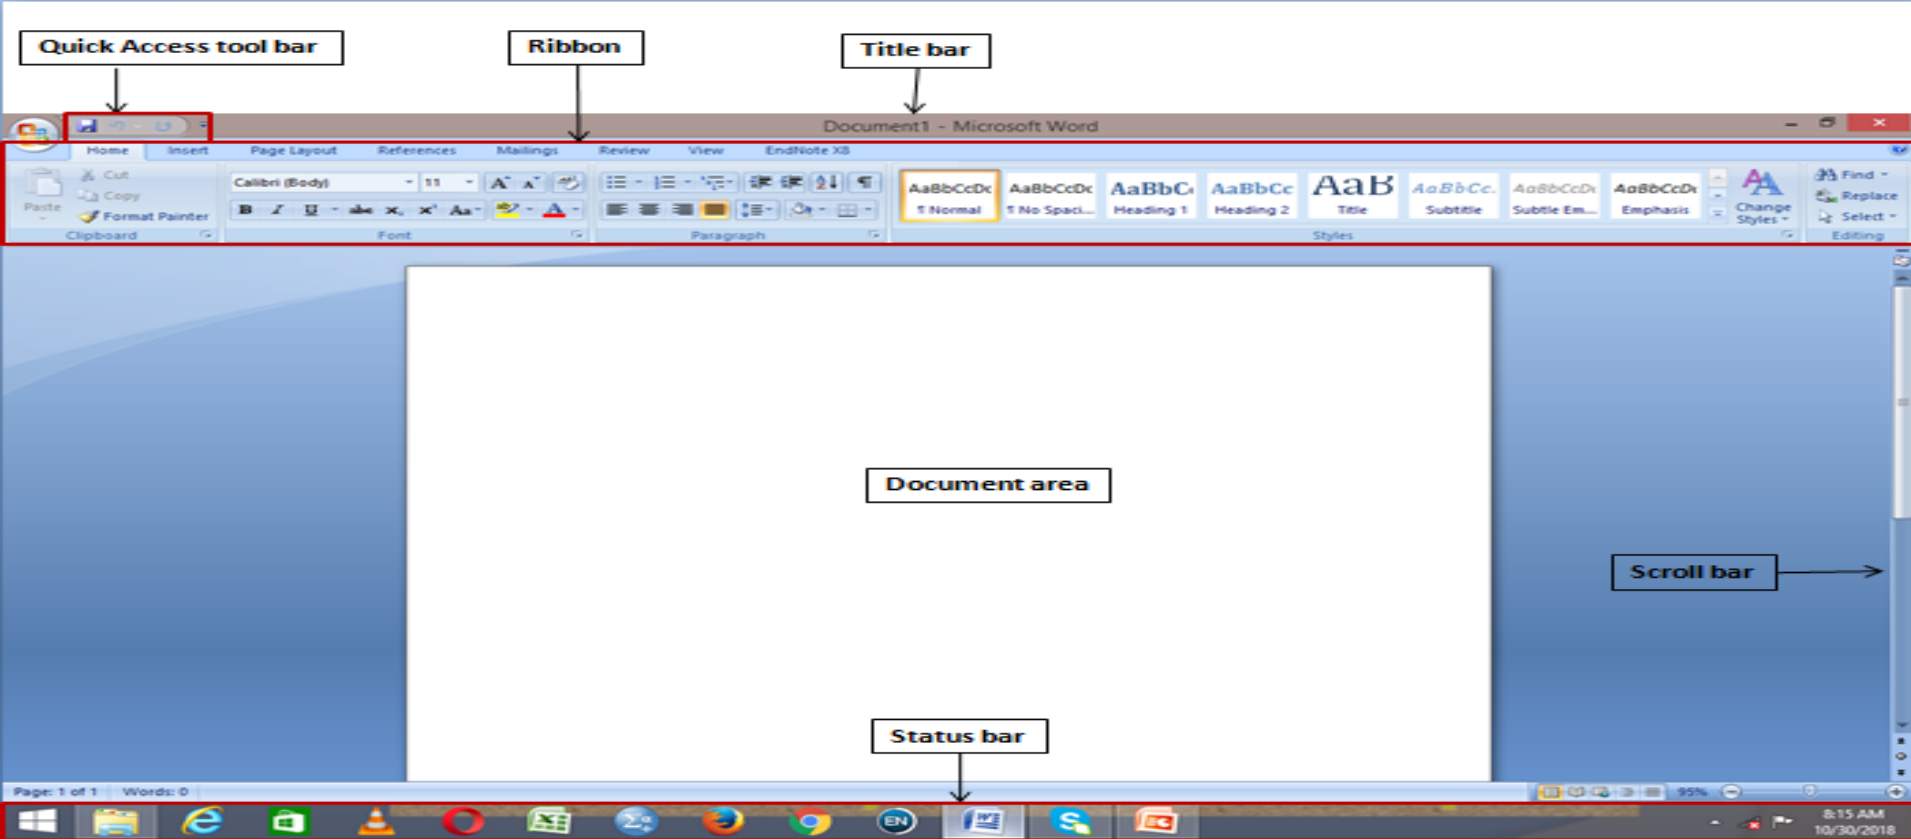 Quick Access tool bar
Ribbon
Title bar
Document1 - Microsoft Word
Home Insert Page Layout References Mailings Review View EndNote X8
Paste
Cut
Copy
Format Painter
Clipboard
Calibri (Body) 11
B I U abc x, x' Aa
Font
Paragraph
AaBbCcDc AaBbCcDc AaBbC AaBbCc AaB AaBbCc. AaBbCcDi AaBbCcDi
¶ Normal ¶ No Spaci... Heading 1 Heading 2 Title Subtitle Subtle Em... Emphasis
Change
Styles
Styles
Find
Replace
Select
Editing
Document area
Scroll bar
Status bar
Page: 1 of 1 Words: 0
95%
EN
8:15 AM
10/30/2018